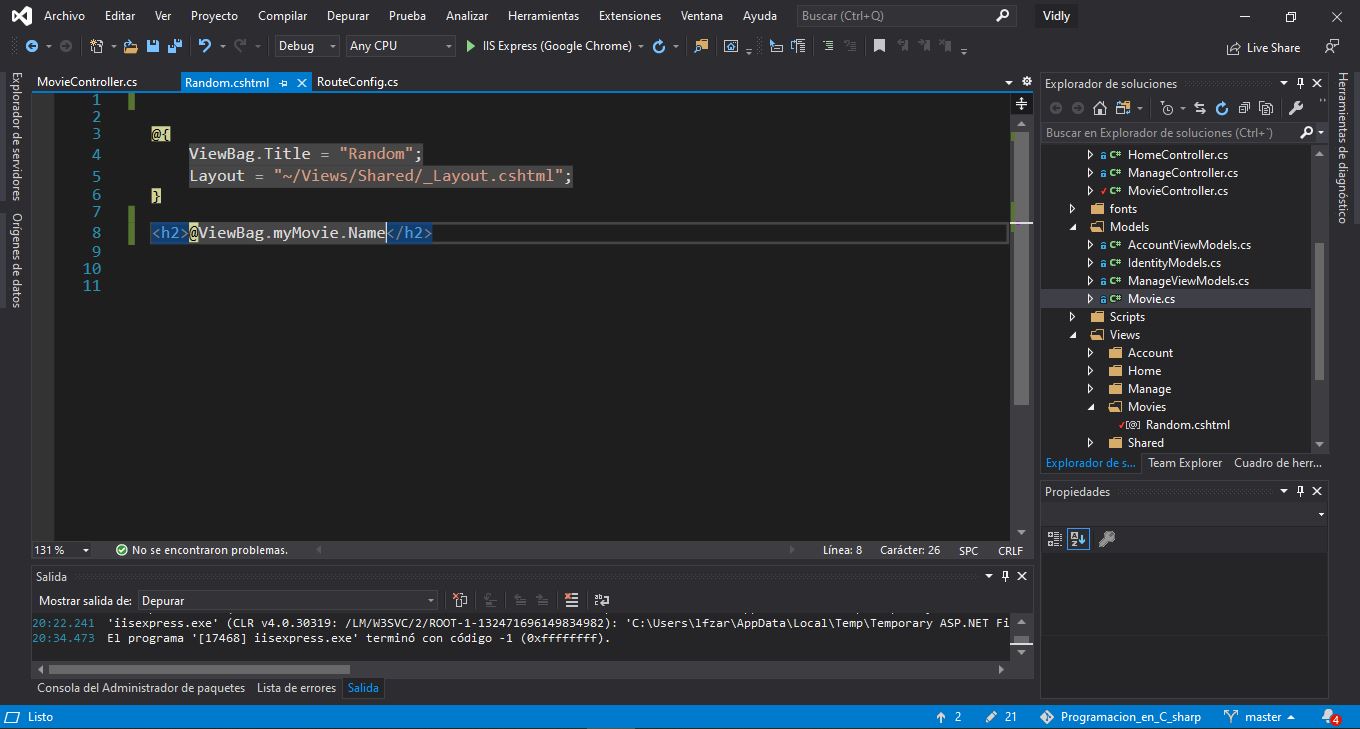 Archivo Editar Ver Proyecto Compilar Depurar Prueba Analizar Herramientas Extensiones Ventana Ayuda Buscar (Ctrl+Q) Vidly
Debug Any CPU IIS Express (Google Chrome) Live Share
Explorador de servidores
Orígenes de datos
MovieController.cs Random.cshtml RouteConfig.cs
1
2
3 @{
4 ViewBag.Title = "Random";
5 Layout = "~/Views/Shared/_Layout.cshtml";
6 }
7
8 <h2>@ViewBag.myMovie.Name</h2>
9
10
11
131 % No se encontraron problemas. Línea: 8 Carácter: 26 SPC CRLF
Salida
Mostrar salida de: Depurar
20:22.241 'iisexpress.exe' (CLR v4.0.30319: /LM/W3SVC/2/ROOT-1-132471696149834982): 'C:\Users\lfzar\AppData\Local\Temp\Temporary ASP.NET Fi
20:34.473 El programa '[17468] iisexpress.exe' terminó con código -1 (0xffffffff).
Consola del Administrador de paquetes Lista de errores Salida
Explorador de soluciones
Buscar en Explorador de soluciones (Ctrl+´)
C# HomeController.cs
C# ManageController.cs
C# MovieController.cs
fonts
Models
C# AccountViewModels.cs
C# IdentityModels.cs
C# ManageViewModels.cs
C# Movie.cs
Scripts
Views
Account
Home
Manage
Movies
[@] Random.cshtml
Shared
Explorador de s... Team Explorer Cuadro de herr...
Propiedades
Herramientas de diagnóstico
Listo 2 21 Programacion_en_C_sharp master 4